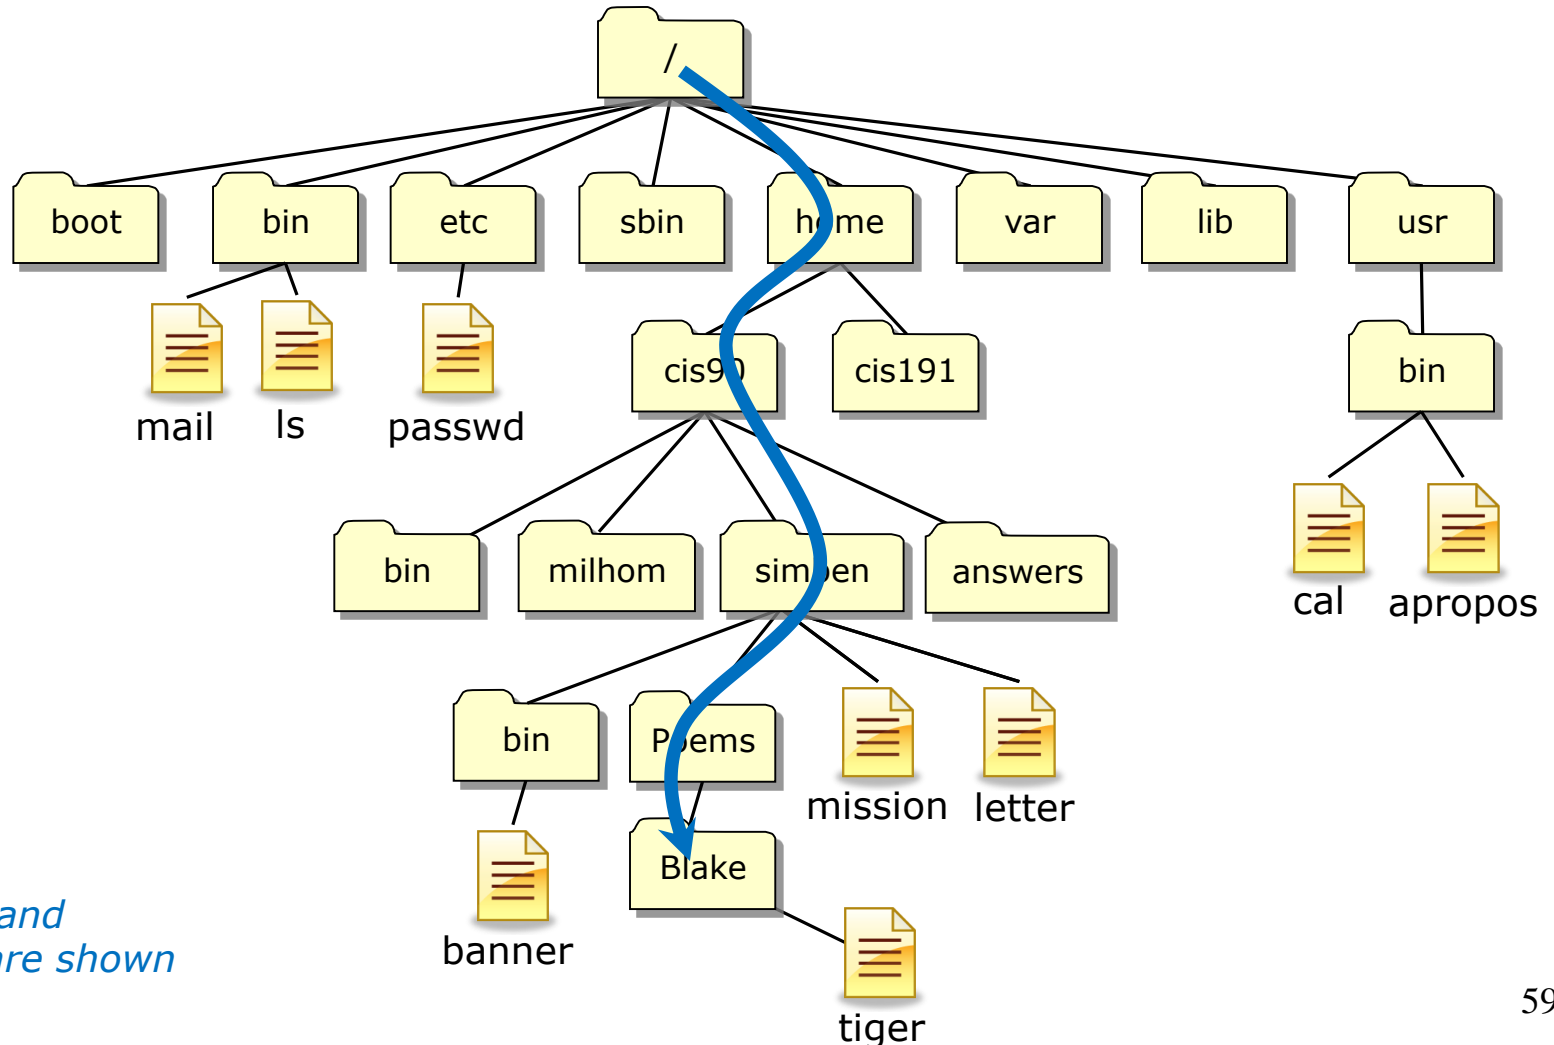 /
boot bin etc sbin home var lib usr
cis90 cis191 bin
mail ls passwd
bin milhom simben answers
cal apropos
bin Poems
mission letter
Blake
and
are shown
banner
tiger
59